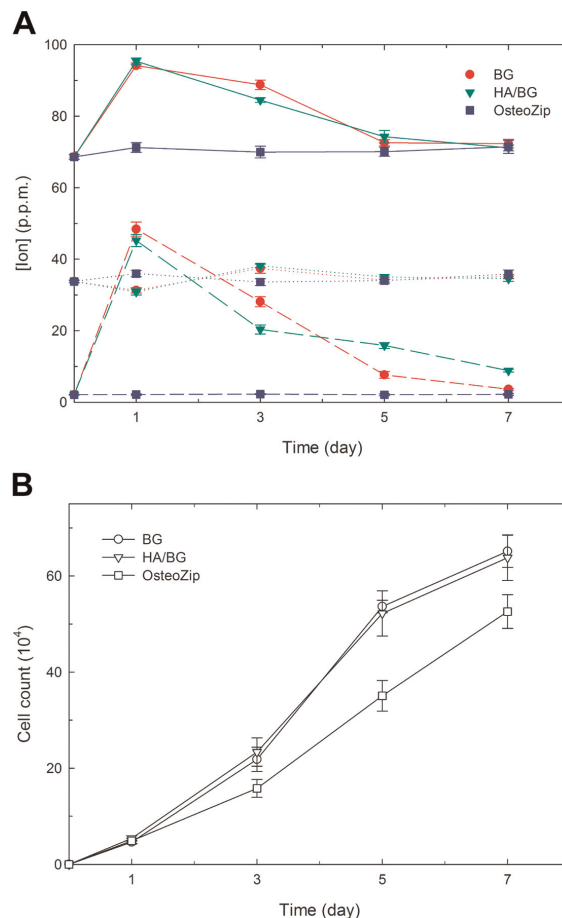 A
100
80
60
40
20
0
[Ion] (p.p.m.)
BG
HA/BG
OsteoZip
1 3 5 7
Time (day)
B
60
40
20
0
Cell count (10⁴)
BG
HA/BG
OsteoZip
1 3 5 7
Time (day)